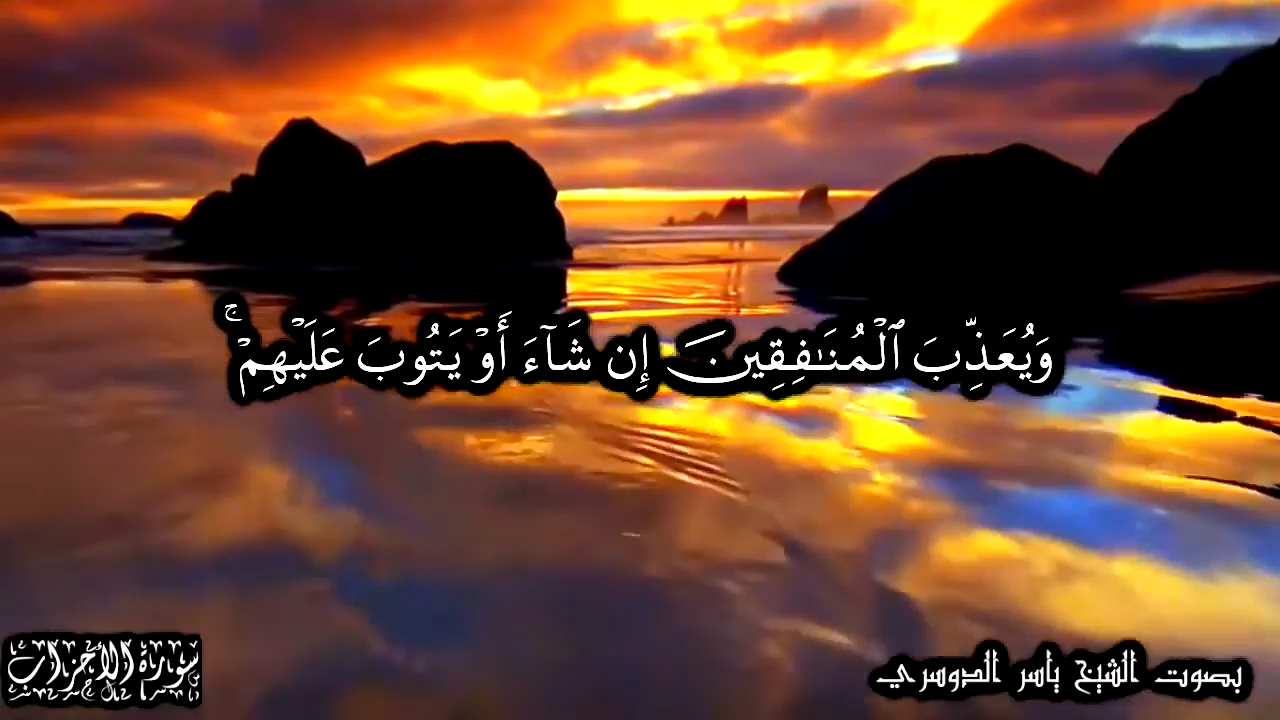 وَيُعَذِّبَ ٱلْمُنَـٰفِقِينَ إِن شَآءَ أَوْ يَتُوبَ عَلَيْهِمْ ۚ
سورة الأحزاب
بصوت الشيخ ياسر الدوسري